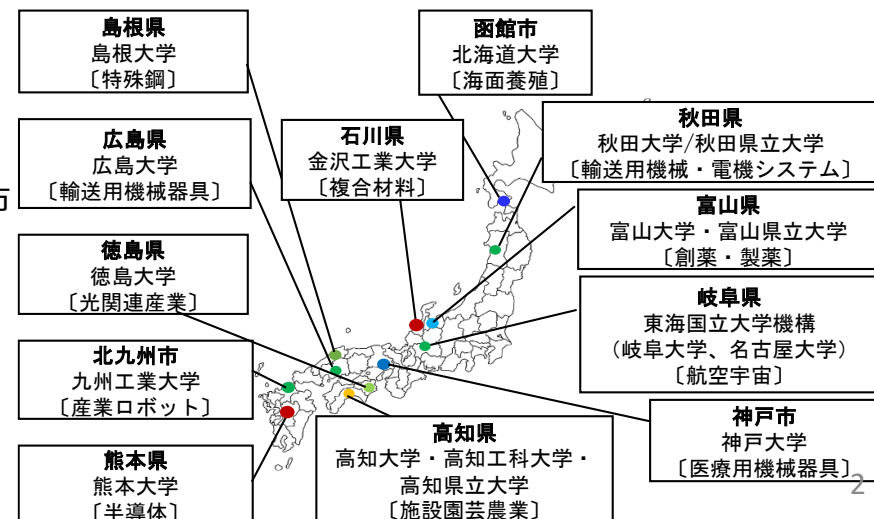 島根県
島根大学
〔特殊鋼〕
函館市
北海道大学
〔海面養殖〕
広島県
広島大学
〔輸送用機械器具〕
石川県
金沢工業大学
〔複合材料〕
秋田県
秋田大学/秋田県立大学
〔輸送用機械・電機システム〕
富山県
富山大学・富山県立大学
〔創薬・製薬〕
徳島県
徳島大学
〔光関連産業〕
岐阜県
東海国立大学機構
（岐阜大学、名古屋大学）
〔航空宇宙〕
北九州市
九州工業大学
〔産業ロボット〕
神戸市
神戸大学
〔医療用機械器具〕
高知県
高知大学・高知工科大学・
高知県立大学
〔施設園芸農業〕
熊本県
熊本大学
〔半導体〕
2